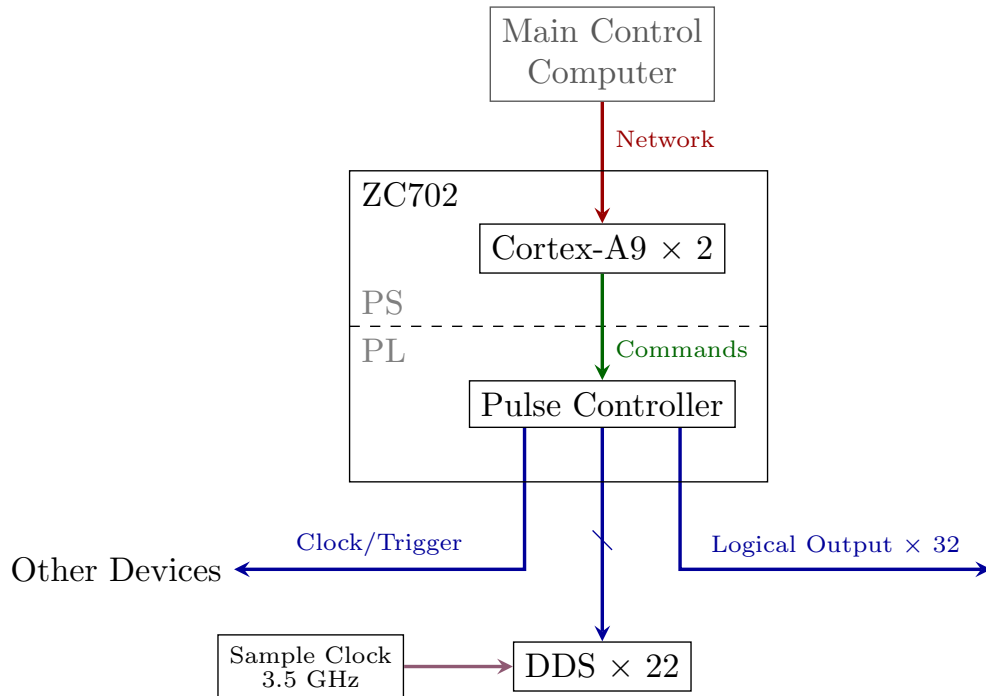 Main Control
Computer
Network
ZC702
Cortex-A9 × 2
PS
PL
Commands
Pulse Controller
Clock/Trigger
Logical Output × 32
Other Devices
Sample Clock
3.5 GHz
DDS × 22